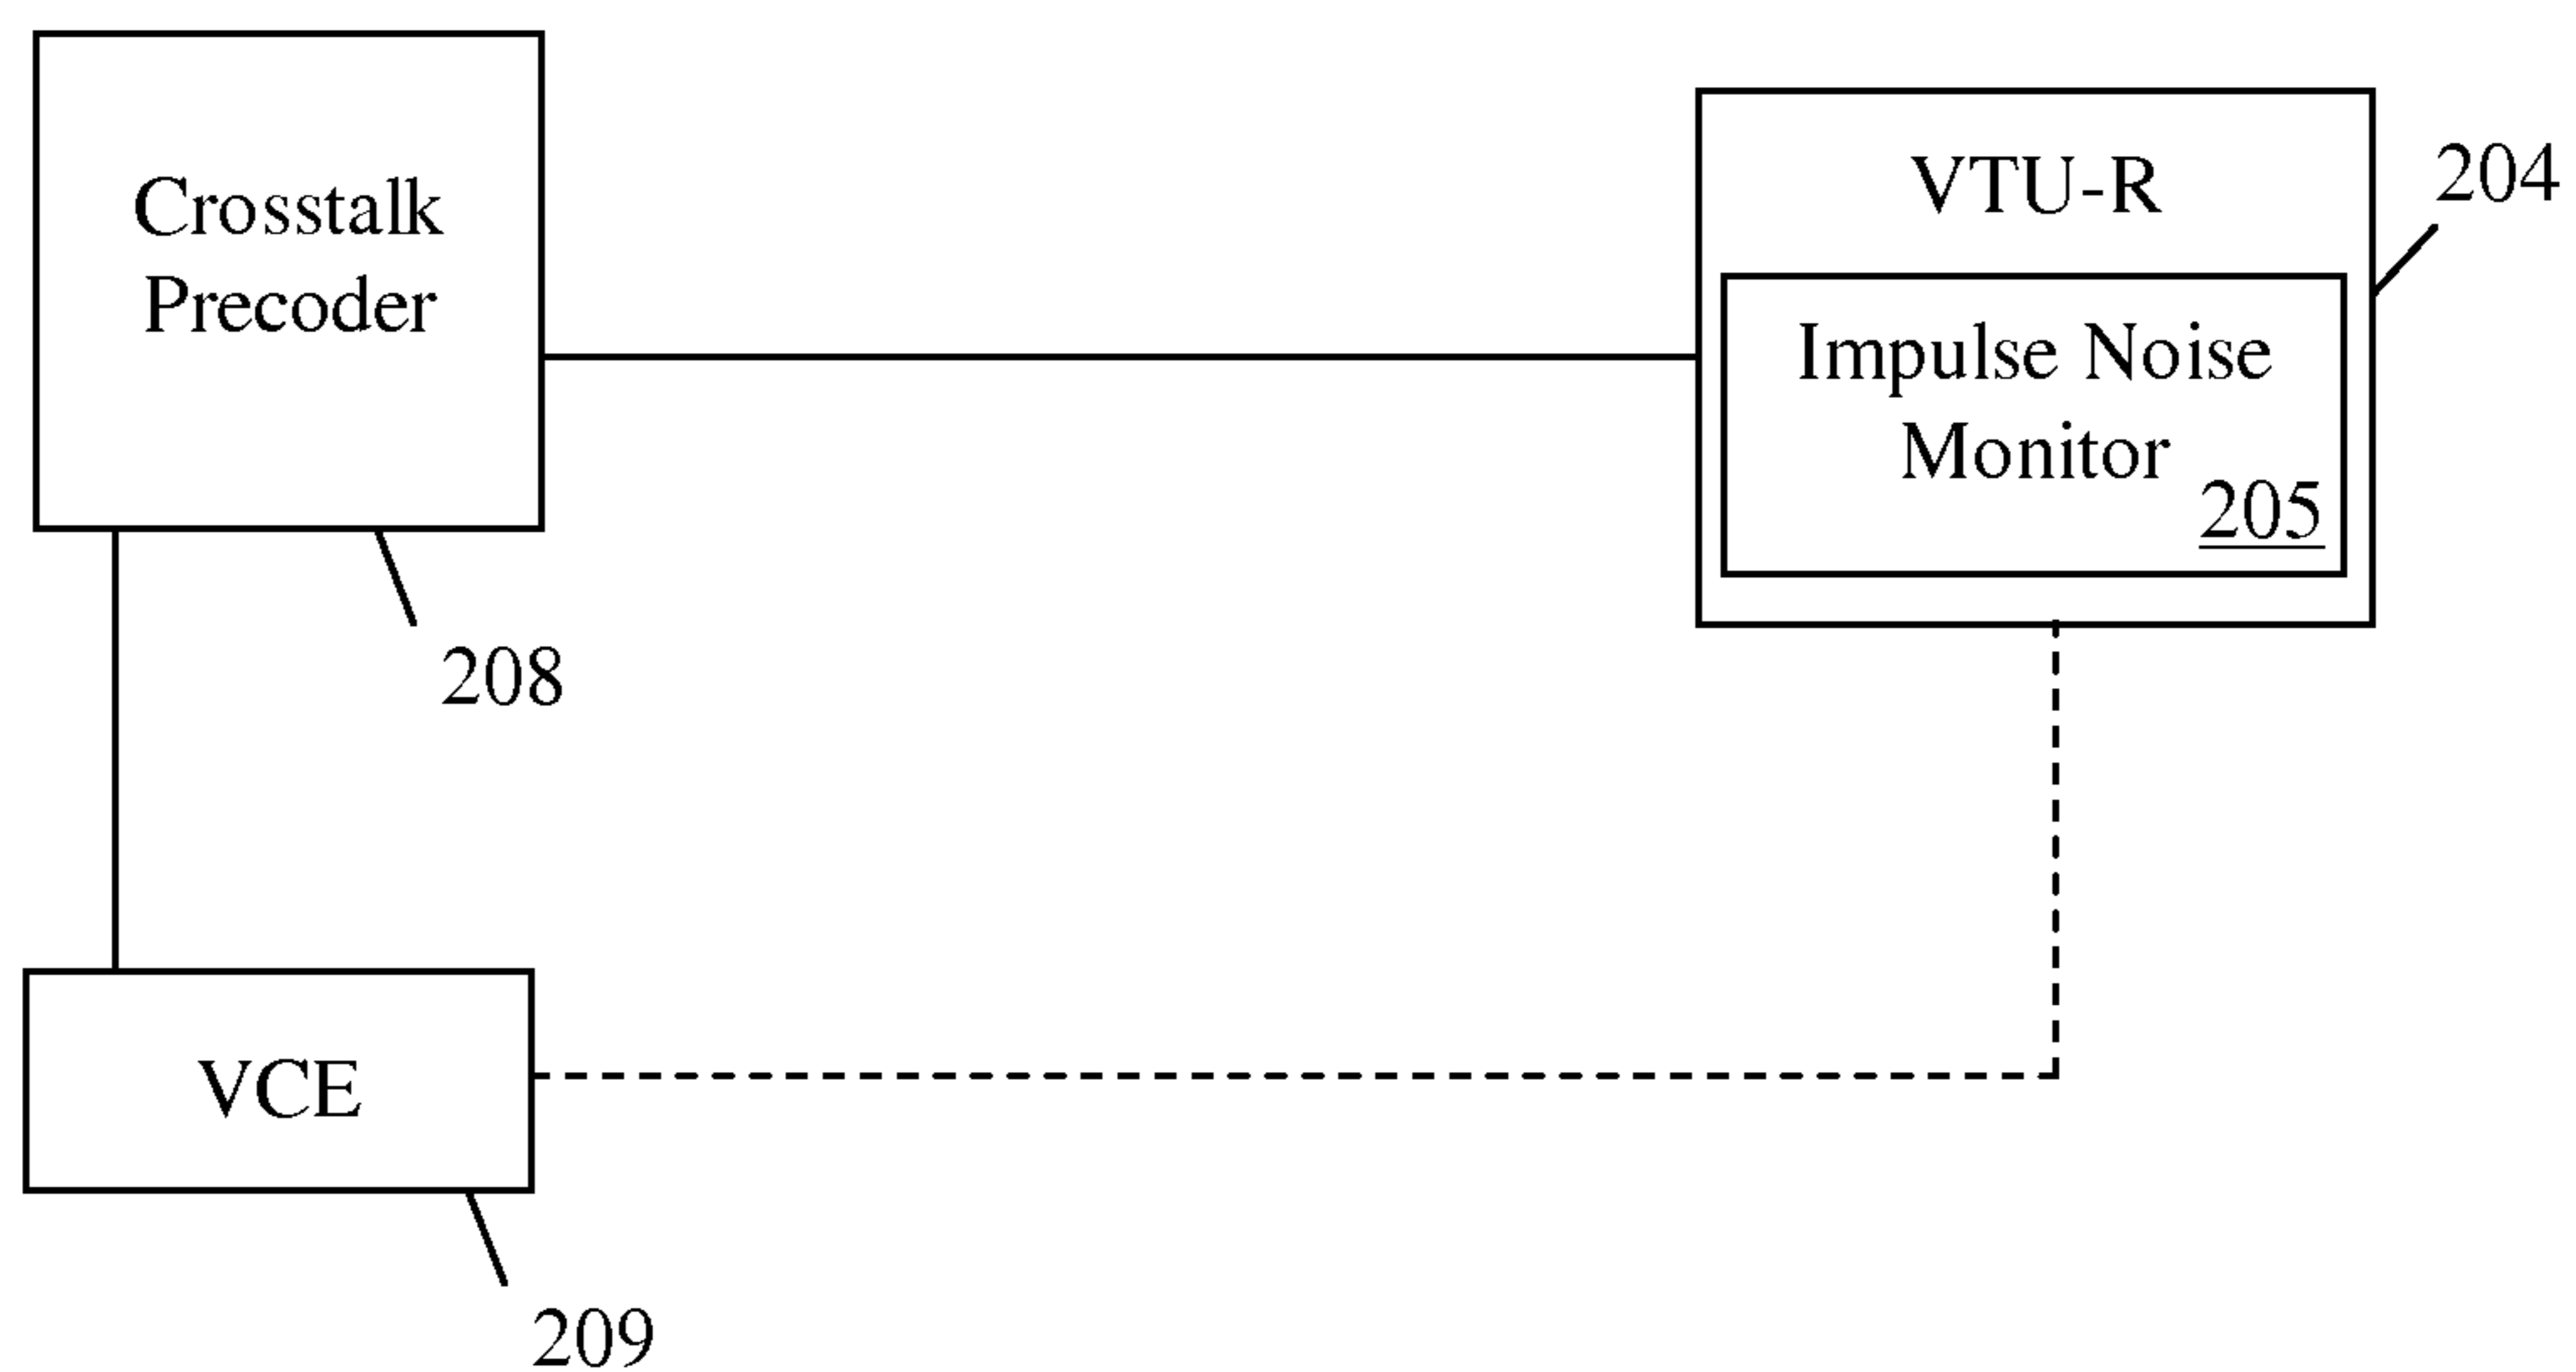 Crosstalk
Precoder
208
VTU-R
204
Impulse Noise
Monitor
205
VCE
209